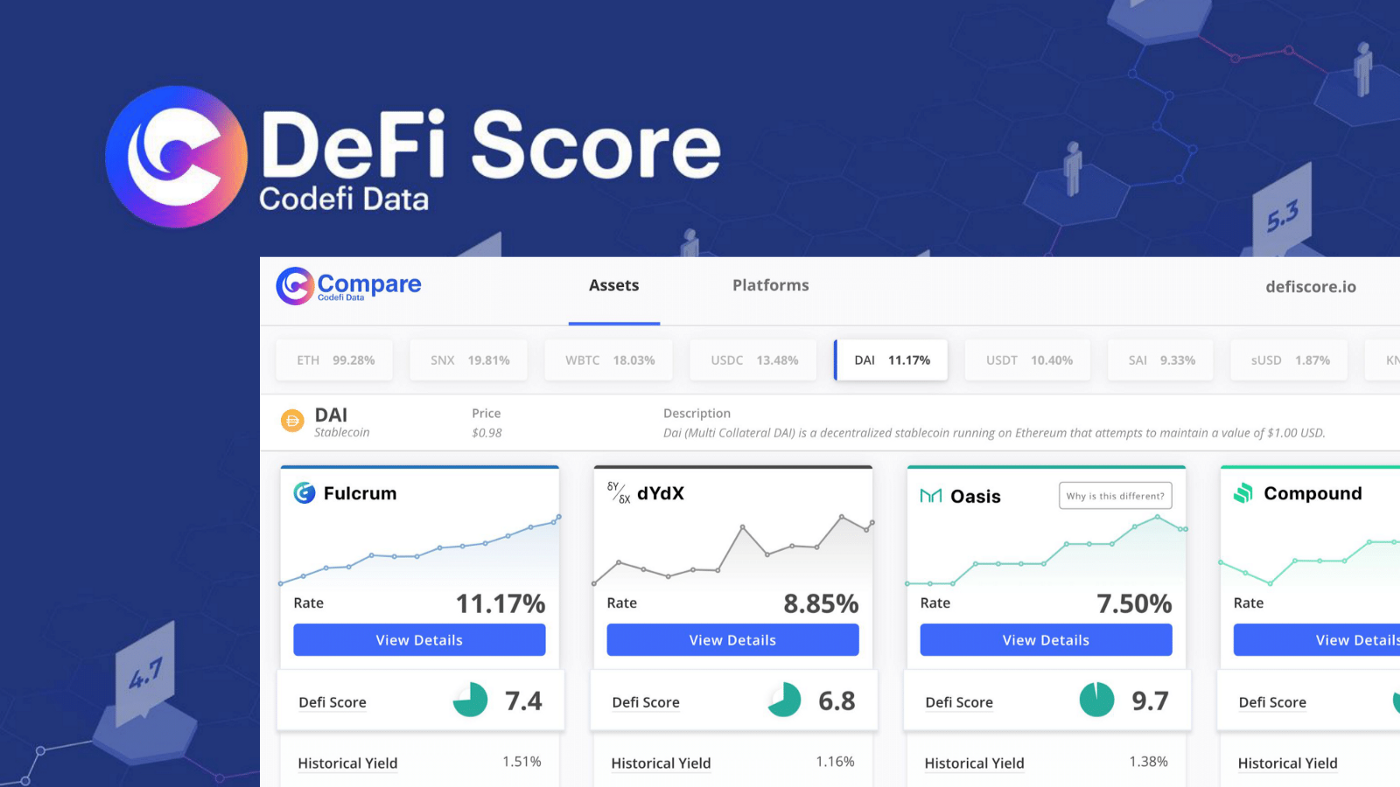 DeFi Score
Codefi Data
5.3
4.7
Compare
Codefi Data
Assets
Platforms
defiscore.io
ETH 99.28%
SNX 19.81%
WBTC 18.03%
USDC 13.48%
DAI 11.17%
USDT 10.40%
SAI 9.33%
sUSD 1.87%
DAI
Stablecoin
Price
$0.98
Description
Dai (Multi Collateral DAI) is a decentralized stablecoin running on Ethereum that attempts to maintain a value of $1.00 USD.
Fulcrum
Rate 11.17%
View Details
Defi Score 7.4
Historical Yield 1.51%
δY/δX dYdX
Rate 8.85%
View Details
Defi Score 6.8
Historical Yield 1.16%
Oasis
Why is this different?
Rate 7.50%
View Details
Defi Score 9.7
Historical Yield 1.38%
Compound
Rate
View Details
Defi Score
Historical Yield